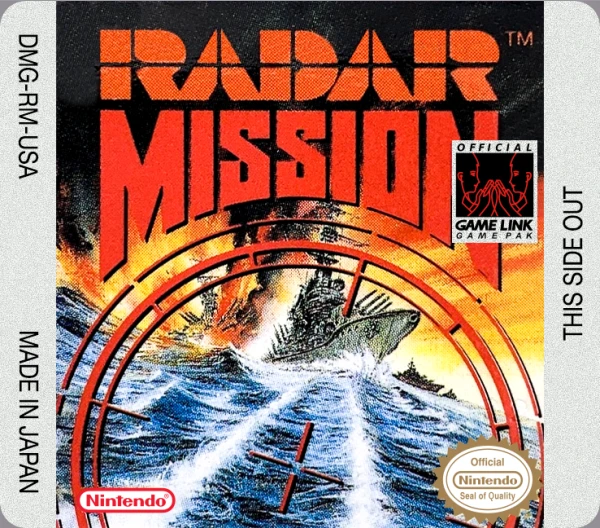 RADAR™
MISSION
OFFICIAL
GAME LINK
GAME PAK
DMG-RM-USA
MADE IN JAPAN
THIS SIDE OUT
Nintendo®
Official
Nintendo
Seal of Quality